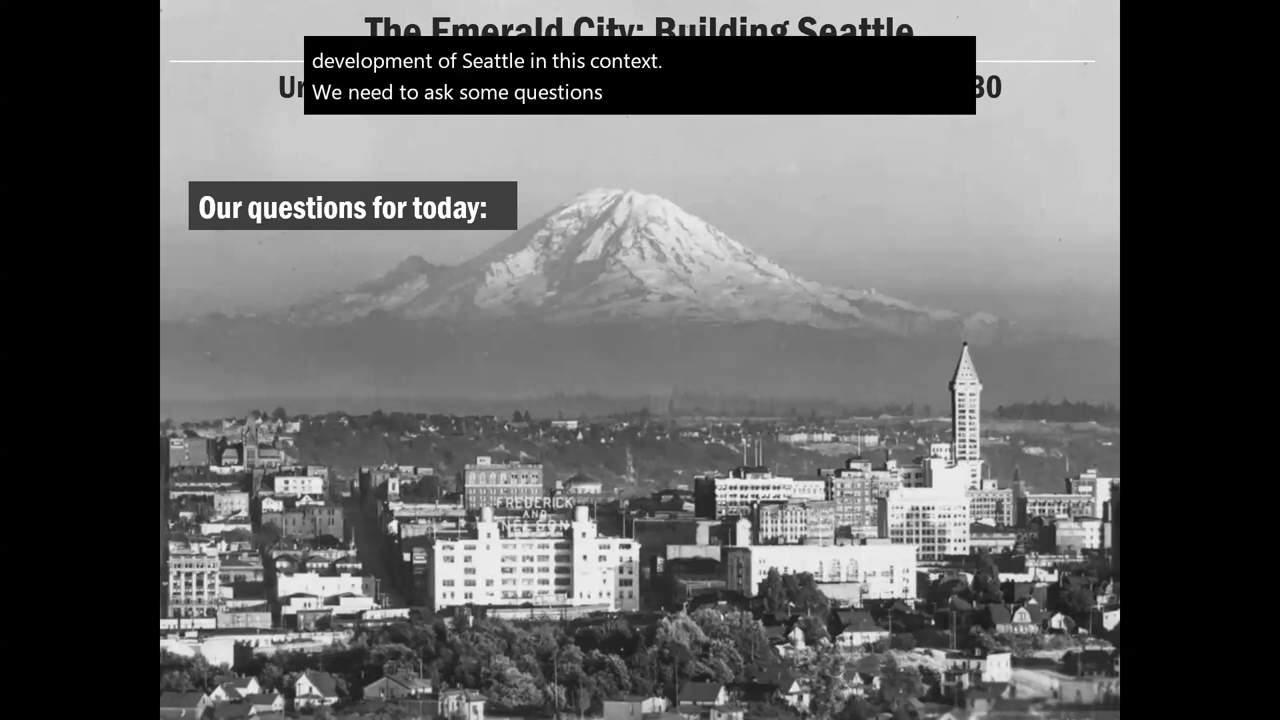 The Emerald City: Building Seattle
development of Seattle in this context.
We need to ask some questions
30
Our questions for today:
FREDERICK
AND
NELSON